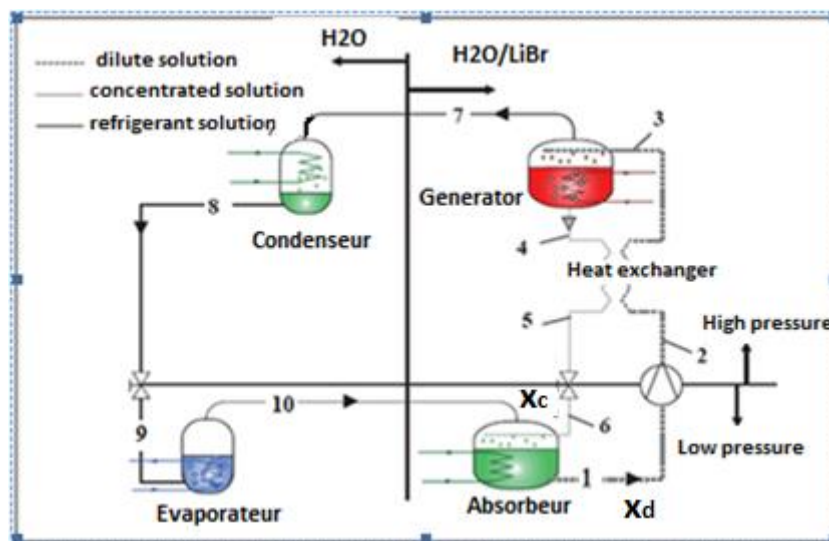 H2O
H2O/LiBr
dilute solution
concentrated solution
refrigerant solution
7
3
Generator
8
Condenseur
4
Heat exchanger
5
High pressure
2
Xc
10
6
9
Low pressure
1
Evaporateur
Absorbeur
Xd